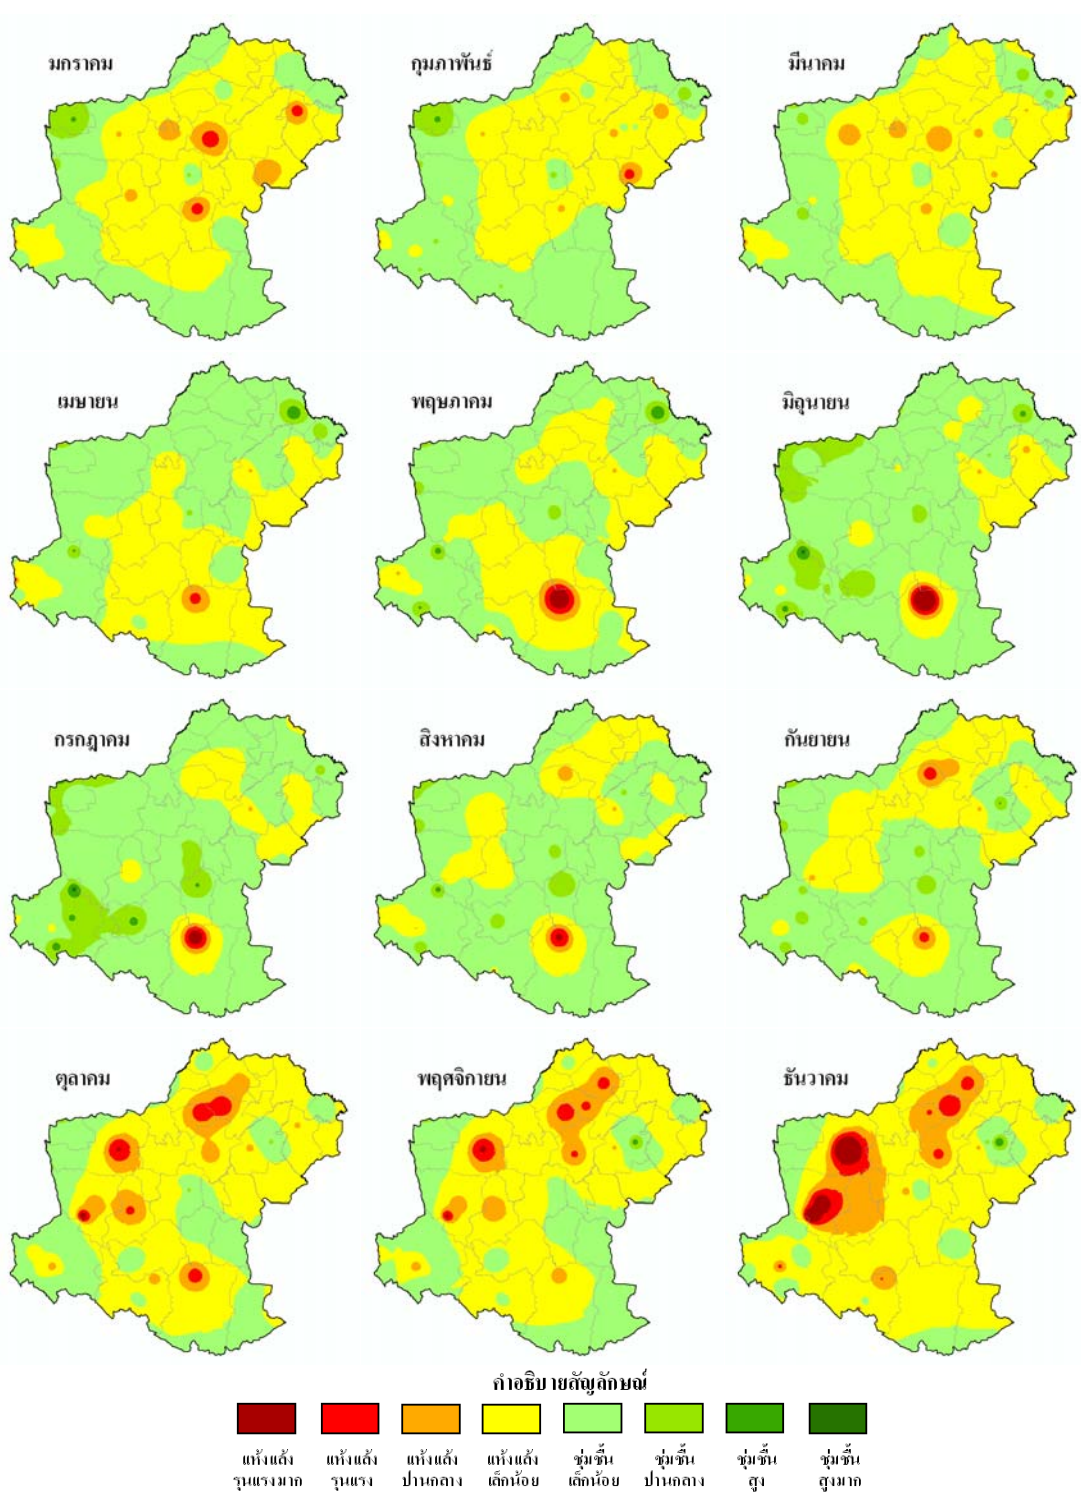 มกราคม
กุมภาพันธ์
มีนาคม
เมษายน
พฤษภาคม
มิถุนายน
กรกฎาคม
สิงหาคม
กันยายน
ตุลาคม
พฤศจิกายน
ธันวาคม
คำอธิบายสัญลักษณ์
แห้งแล้ง แห้งแล้ง แห้งแล้ง แห้งแล้ง ชุ่มชื้น ชุ่มชื้น ชุ่มชื้น ชุ่มชื้น
รุนแรงมาก รุนแรง ปานกลาง เล็กน้อย เล็กน้อย ปานกลาง สูง สูงมาก